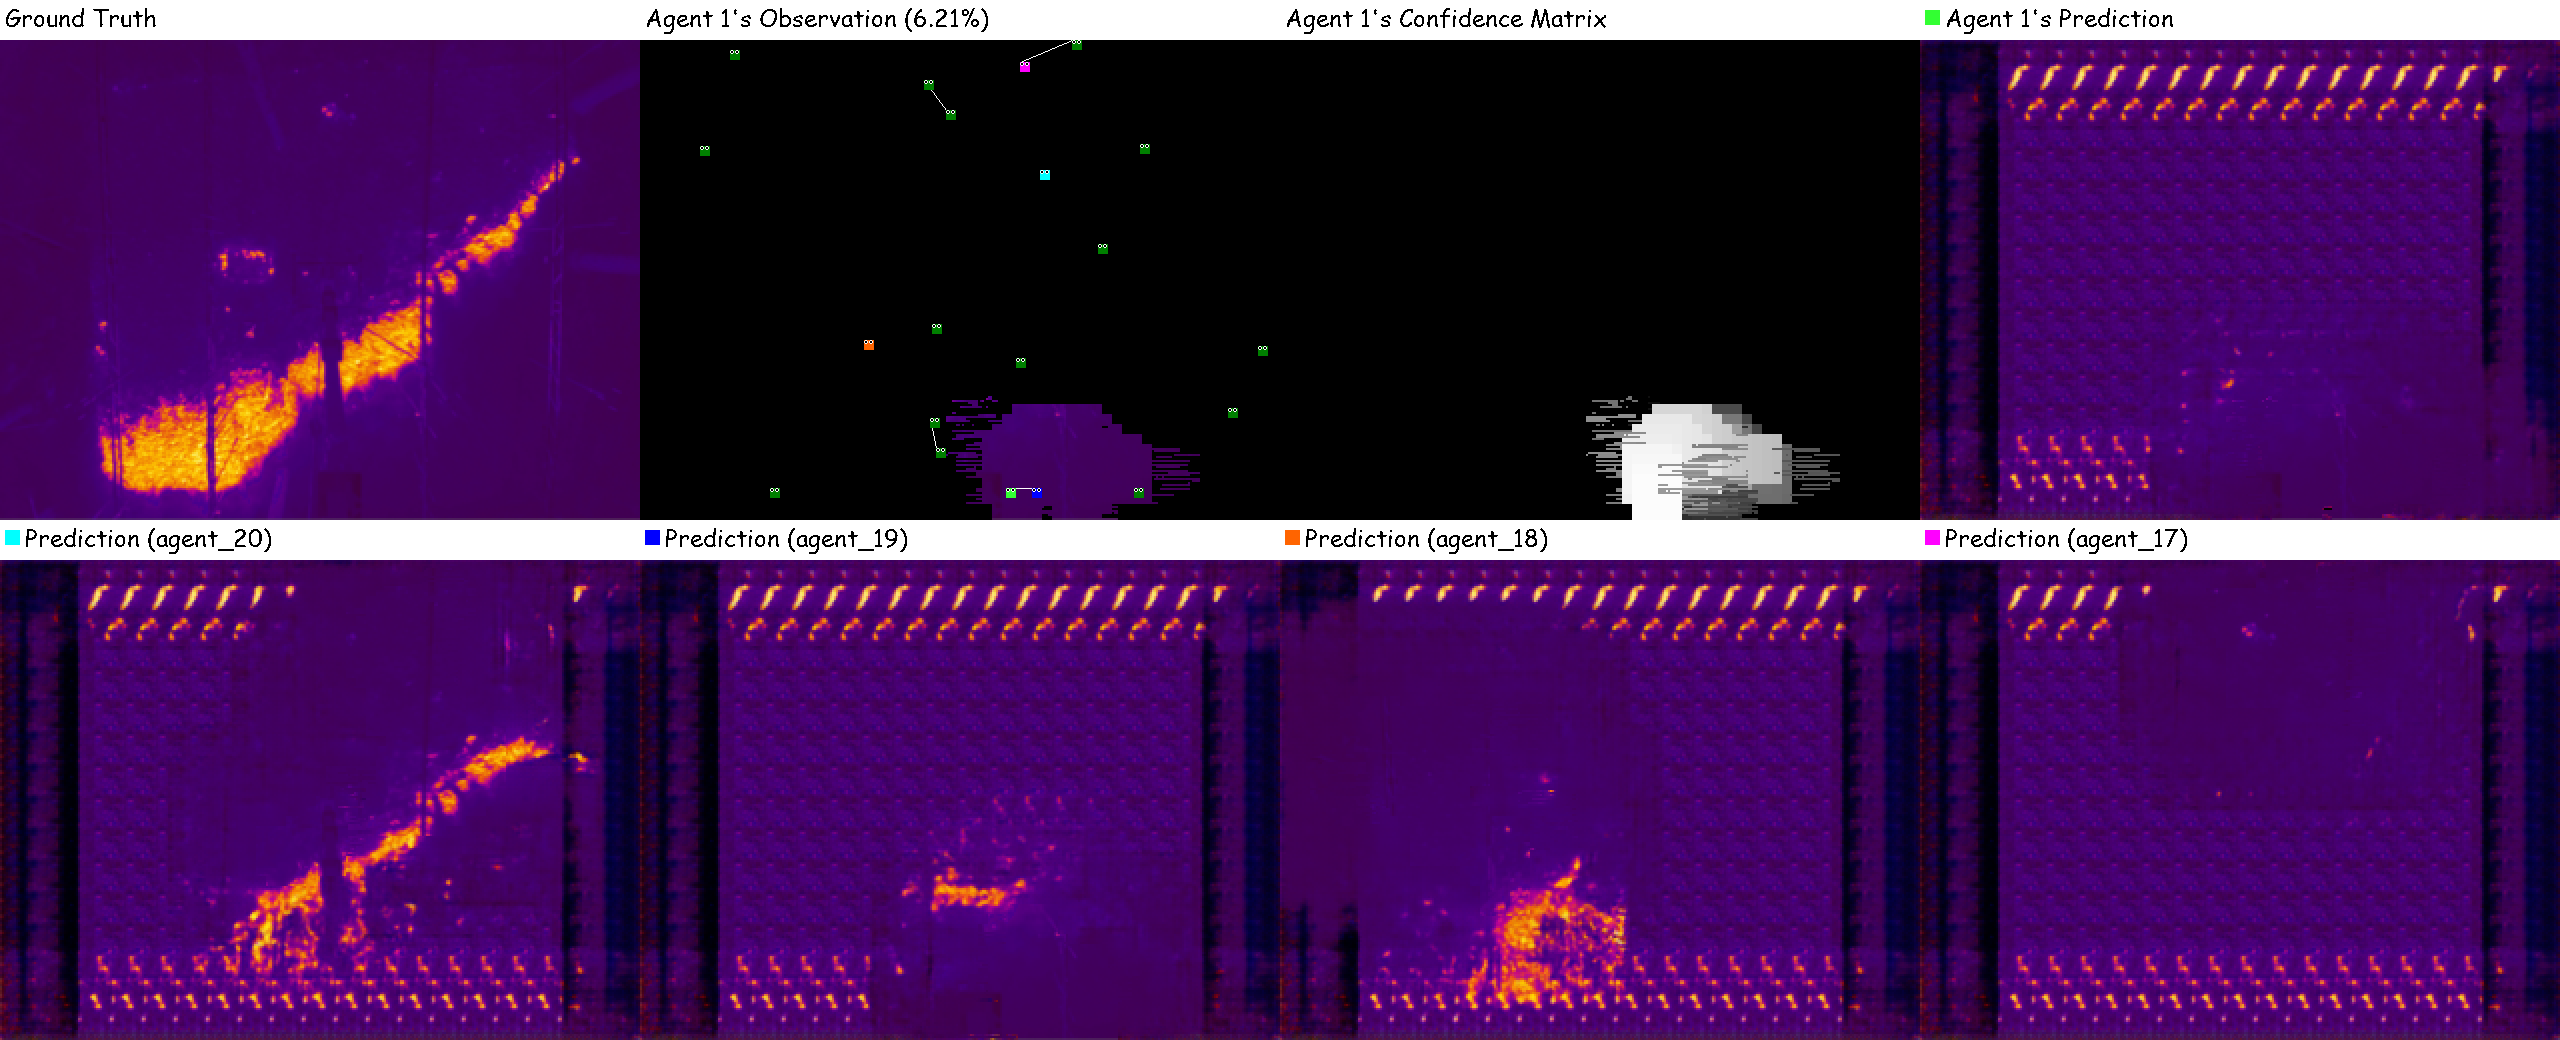 Ground Truth
Agent 1's Observation (6.21%)
Agent 1's Confidence Matrix
Agent 1's Prediction
Prediction (agent_20)
Prediction (agent_19)
Prediction (agent_18)
Prediction (agent_17)